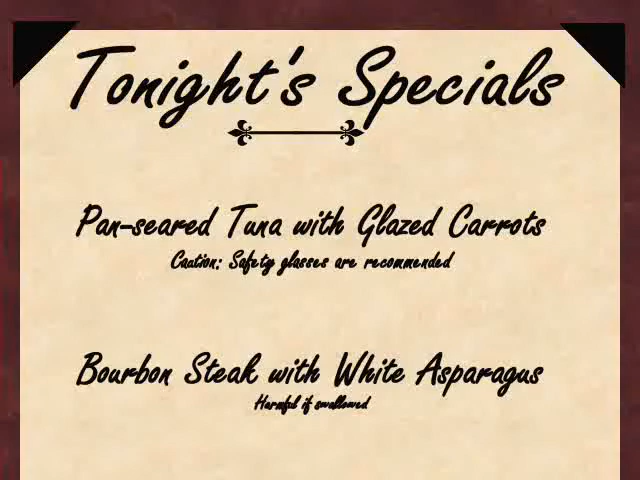 Tonight's Specials
Pan-seared Tuna with Glazed Carrots
Caution: Safety glasses are recommended
Bourbon Steak with White Asparagus
Harmful if swallowed